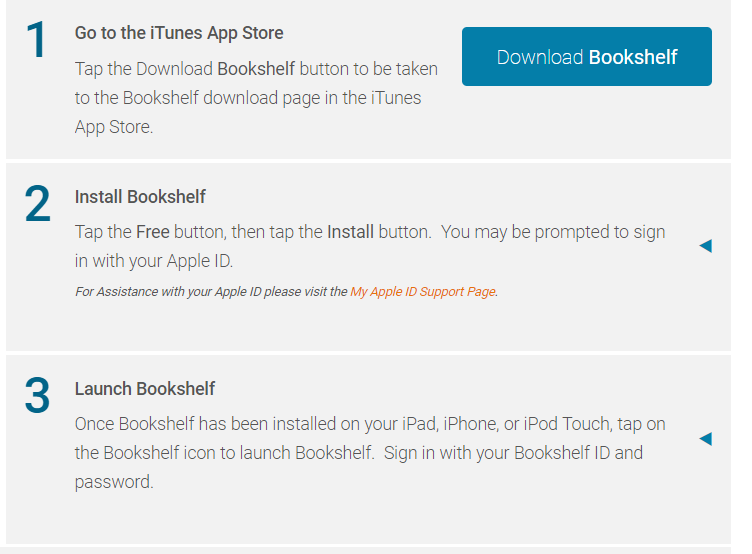 1
Go to the iTunes App Store
Tap the Download Bookshelf button to be taken
to the Bookshelf download page in the iTunes
App Store.
Download Bookshelf
2
Install Bookshelf
Tap the Free button, then tap the Install button.  You may be prompted to sign
in with your Apple ID.
For Assistance with your Apple ID please visit the My Apple ID Support Page.
3
Launch Bookshelf
Once Bookshelf has been installed on your iPad, iPhone, or iPod Touch, tap on
the Bookshelf icon to launch Bookshelf.  Sign in with your Bookshelf ID and
password.